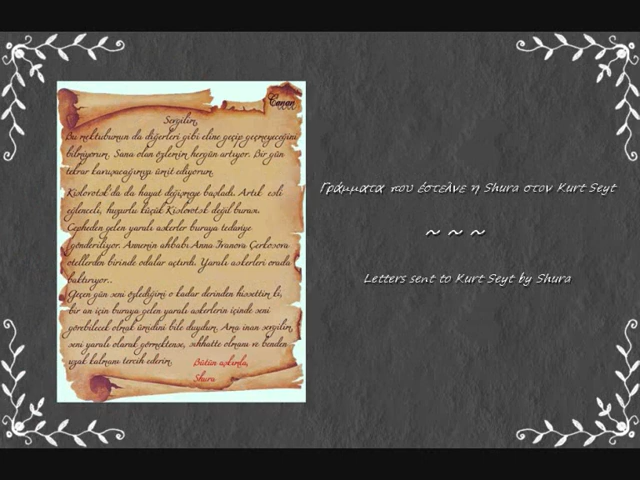 Canan
Sevgilim,
Bu mektubumun da diğerleri gibi eline geçip geçmeyeceğini
bilmiyorum. Sana olan özlemim hergün artıyor. Bir gün
tekrar kavuşacağımızı ümit ediyorum.
Kislovotsk'da da hayat değişmeye başladı. Artık eski
eğlenceli, huzurlu küçük Kislovotsk değil burası.
Cepheden gelen yaralı askerler buraya tedaviye
gönderiliyor. Annemin ahbabı Anna Ivanova Çerkesova
otellerden birinde odalar açtırdı. Yaralı askerleri orada
baktırıyor..
Geçen gün seni özlediğimi o kadar derinden hissettim ki,
bir an için buraya gelen yaralı askerlerin içinde seni
görebilecek olmak ümidini bile duydum. Ama inan sevgilim,
seni yaralı olarak görmektense, sıhhatte olmanı ve benden
uzak kalmanı tercih ederim.
Bütün aşkımla,
Shura
Γράμματα που έστελνε η Shura στον Kurt Seyt
~ ~ ~
Letters sent to Kurt Seyt by Shura